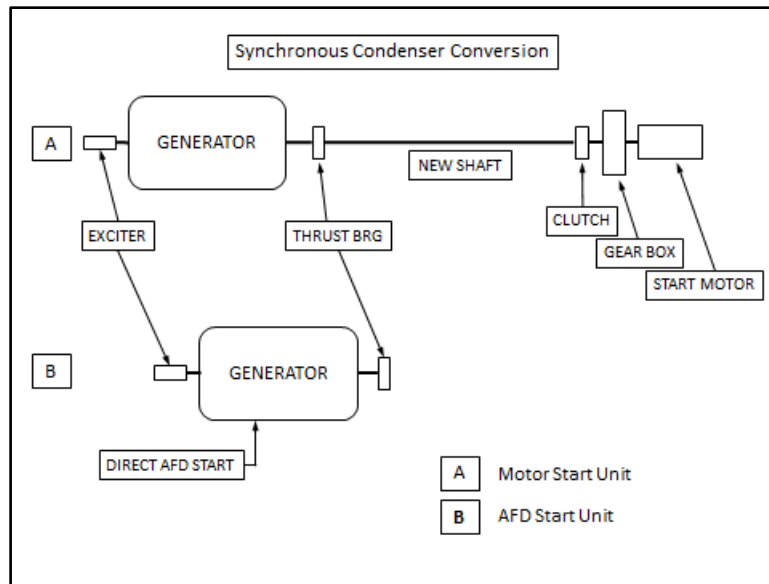 Synchronous Condenser Conversion
A
GENERATOR
NEW SHAFT
CLUTCH
EXCITER
THRUST BRG
GEAR BOX
START MOTOR
B
GENERATOR
DIRECT AFD START
A Motor Start Unit
B AFD Start Unit